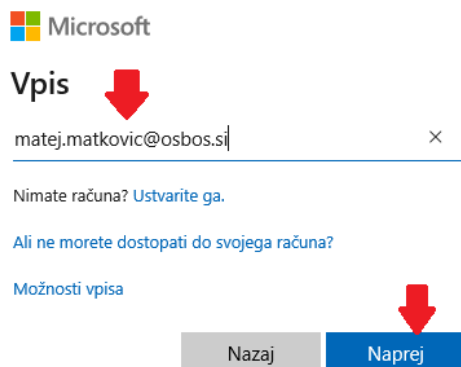 Microsoft
Vpis
matej.matkovic@osbos.si
Nimate računa? Ustvarite ga.
Ali ne morete dostopati do svojega računa?
Možnosti vpisa
Nazaj Naprej